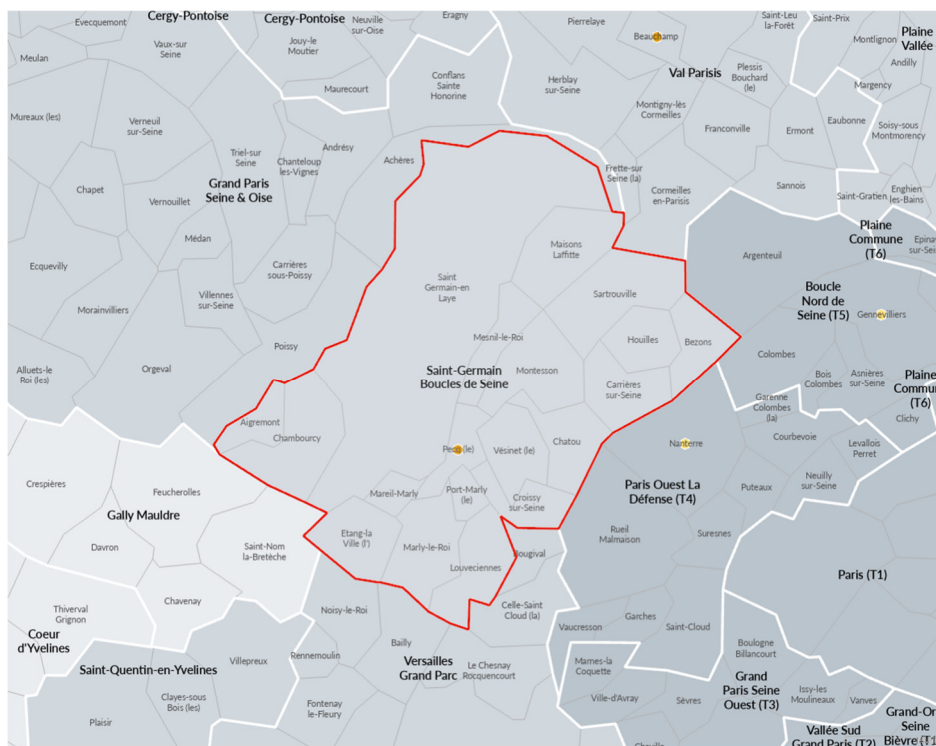 Evecquemont
Cergy-Pontoise
Cergy-Pontoise
Jouy-le
Moutier
Neuville
sur-Oise
Eragny
Pierrelaye
Beauchamp
Saint-Leu
la-Forêt
Saint-Prix
Montlignon
Plaine
Vallée
Andilly
Meulan
Vaux-sur
Seine
Maurecourt
Conflans
Sainte
Honorine
Herblay
sur-Seine
Val Parisis
Plessis
Bouchard
(le)
Margency
Montigny-lès
Cormeilles
Franconville
Ermont
Eaubonne
Soisy-sous
Montmorency
Mureaux (les)
Verneuil
sur-Seine
Triel-sur
Seine
Chanteloup
les-Vignes
Andrésy
Achères
Frette-sur
Seine (la)
Cormeilles
en-Parisis
Sannois
Saint-Gratien
Enghien
les-Bains
Chapet
Vernouillet
Grand Paris
Seine & Oise
Médan
Ecquevilly
Carrières
sous-Poissy
Villennes
sur-Seine
Morainvilliers
Poissy
Orgeval
Alluets-le
Roi (les)
Maisons
Laffitte
Saint
Germain-en
Laye
Sartrouville
Mesnil-le-Roi
Houilles
Bezons
Argenteuil
Plaine
Commune
(T6)
Epinay
sur-Seine
Boucle
Nord de
Seine (T5)
Gennevilliers
Colombes
Bois
Colombes
Asnières
sur-Seine
Plaine
Commune
(T6)
Clichy
Saint-Germain
Boucles de Seine
Montesson
Carrières
sur-Seine
Garenne
Colombes
(la)
Courbevoie
Levallois
Perret
Aigremont
Chambourcy
Pecq (le)
Vésinet (le)
Chatou
Nanterre
Neuilly
sur-Seine
Puteaux
Paris Ouest La
Défense (T4)
Mareil-Marly
Port-Marly
(le)
Croissy
sur-Seine
Crespières
Feucherolles
Gally Mauldre
Davron
Saint-Nom
la-Bretèche
Etang-la
Ville (l')
Marly-le-Roi
Louveciennes
Bougival
Rueil
Malmaison
Suresnes
Paris (T1)
Chavenay
Thiverval
Grignon
Coeur
d'Yvelines
Noisy-le-Roi
Celle-Saint
Cloud (la)
Vaucresson
Garches
Saint-Cloud
Saint-Quentin-en-Yvelines
Villepreux
Rennemoulin
Bailly
Versailles
Grand Parc
Le Chesnay
Rocquencourt
Marnes-la
Coquette
Boulogne
Billancourt
Plaisir
Clayes-sous
Bois (les)
Fontenay
le-Fleury
Ville-d'Avray
Sèvres
Grand
Paris Seine
Ouest (T3)
Issy-les
Moulineaux
Vanves
Vallée Sud
Grand Paris (T2)
Grand-Or
Seine
Bièvre (T1
Chaville